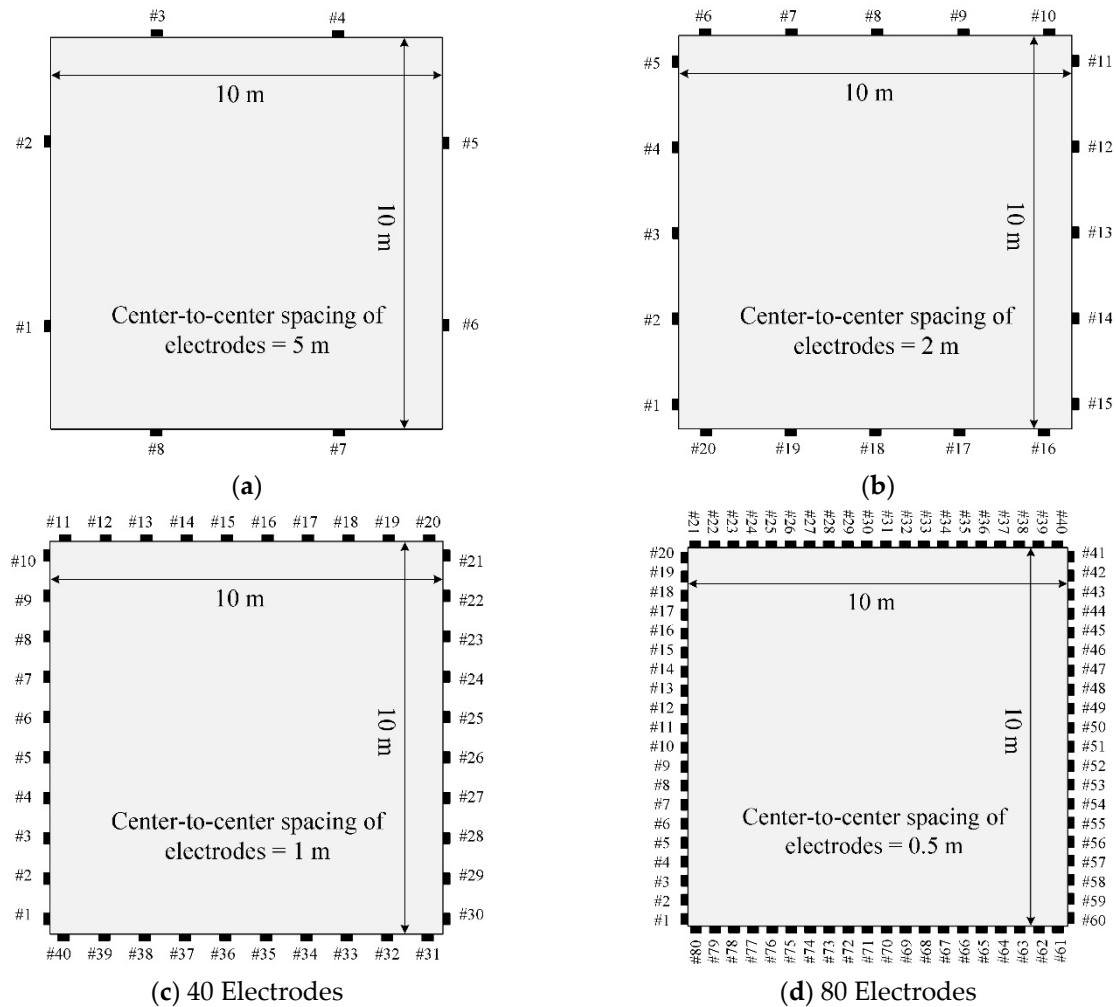 #3 #4
10 m
#2 #5
10 m
#1 #6
Center-to-center spacing of
electrodes = 5 m
#8 #7
(a)
#6 #7 #8 #9 #10
#5 #11
10 m
#4 #12
#3 #13
10 m
#2 #14
Center-to-center spacing of
electrodes = 2 m
#1 #15
#20 #19 #18 #17 #16
(b)
#11 #12 #13 #14 #15 #16 #17 #18 #19 #20
#10 #21
10 m
#9 #22
#8 #23
#7 #24
10 m
#6 #25
#5 #26
#4 #27
Center-to-center spacing of
electrodes = 1 m
#3 #28
#2 #29
#1 #30
#40 #39 #38 #37 #36 #35 #34 #33 #32 #31
(c) 40 Electrodes
#21 #22 #23 #24 #25 #26 #27 #28 #29 #30 #31 #32 #33 #34 #35 #36 #37 #38 #39 #40
#20 #41
#19 #42
10 m
#18 #43
#17 #44
#16 #45
#15 #46
#14 #47
#13 #48
#12 #49
10 m
#11 #50
#10 #51
#9 #52
#8 #53
#7 #54
Center-to-center spacing of
electrodes = 0.5 m
#6 #55
#5 #56
#4 #57
#3 #58
#2 #59
#1 #60
#80 #79 #78 #77 #76 #75 #74 #73 #72 #71 #70 #69 #68 #67 #66 #65 #64 #63 #62 #61
(d) 80 Electrodes